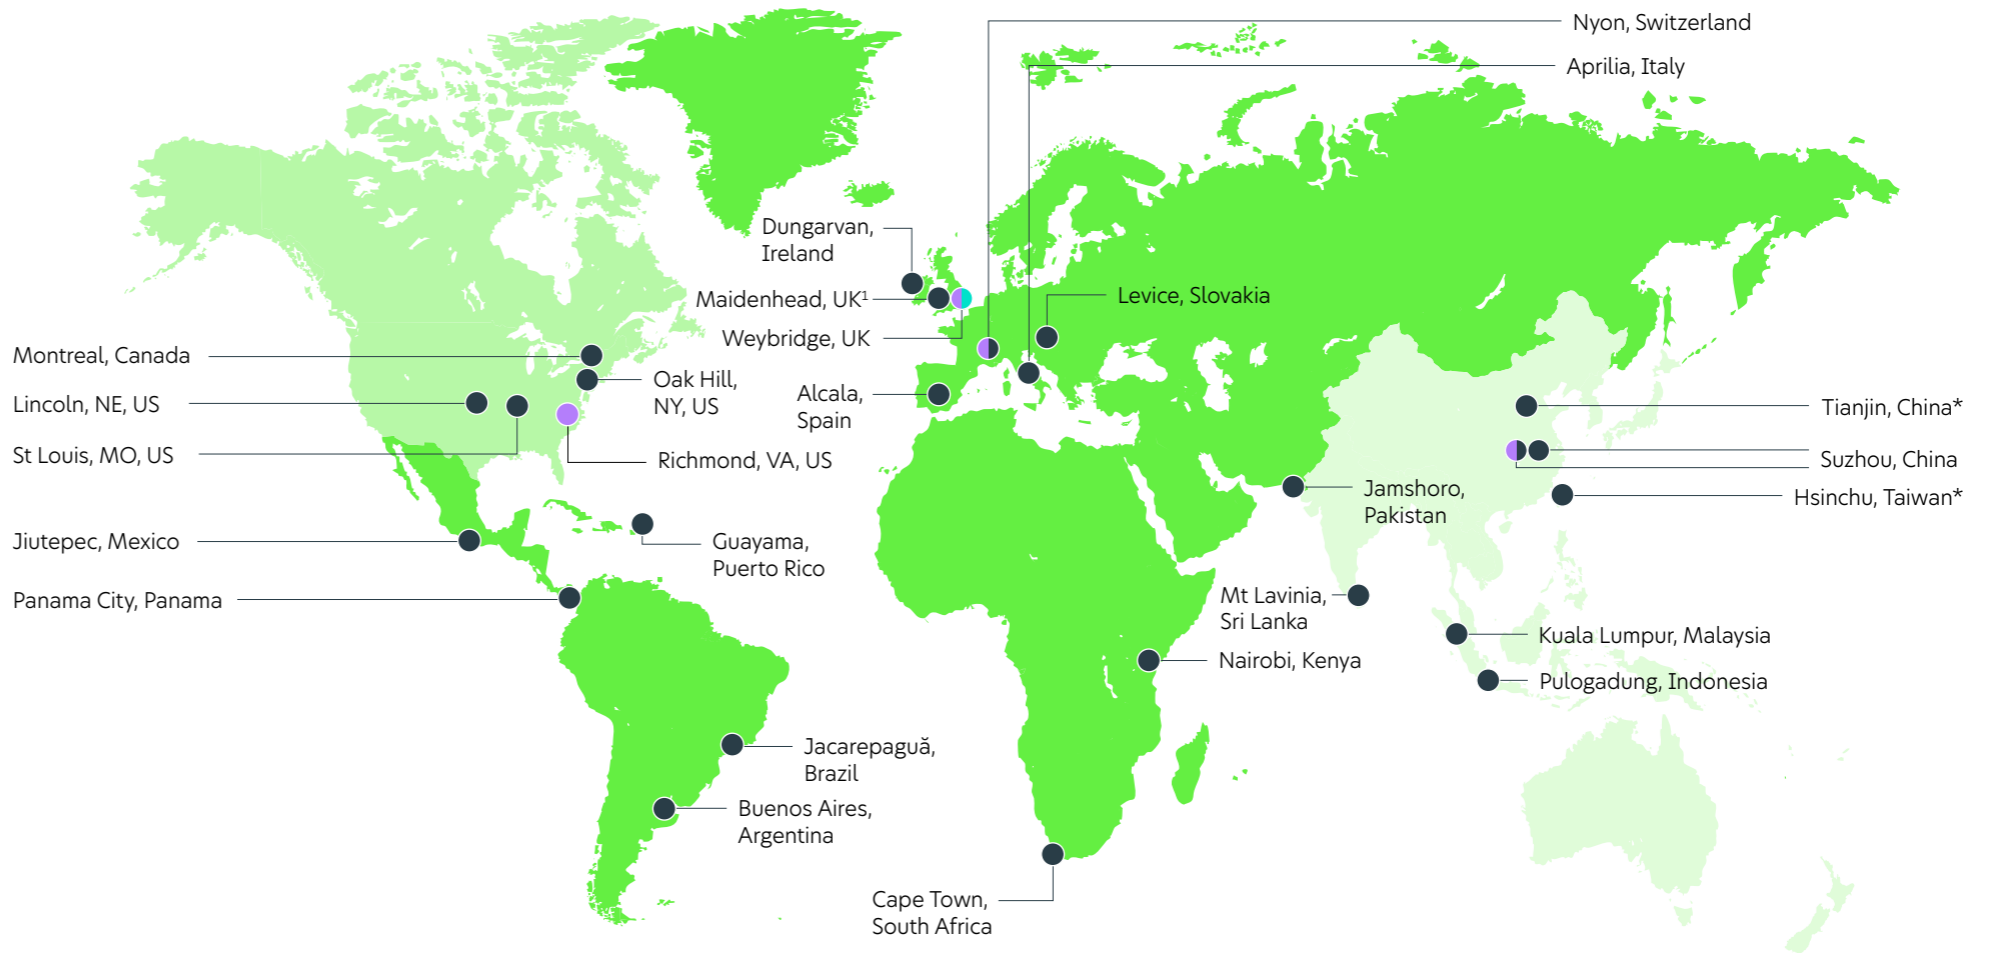 Nyon, Switzerland
Aprilia, Italy
Dungarvan,
Ireland
Maidenhead, UK¹
Levice, Slovakia
Weybridge, UK
Montreal, Canada
Oak Hill,
NY, US
Alcala,
Spain
Lincoln, NE, US
Tianjin, China*
St Louis, MO, US
Richmond, VA, US
Suzhou, China
Jamshoro,
Pakistan
Hsinchu, Taiwan*
Jiutepec, Mexico
Guayama,
Puerto Rico
Panama City, Panama
Mt Lavinia,
Sri Lanka
Kuala Lumpur, Malaysia
Nairobi, Kenya
Pulogadung, Indonesia
Jacarepaguă,
Brazil
Buenos Aires,
Argentina
Cape Town,
South Africa